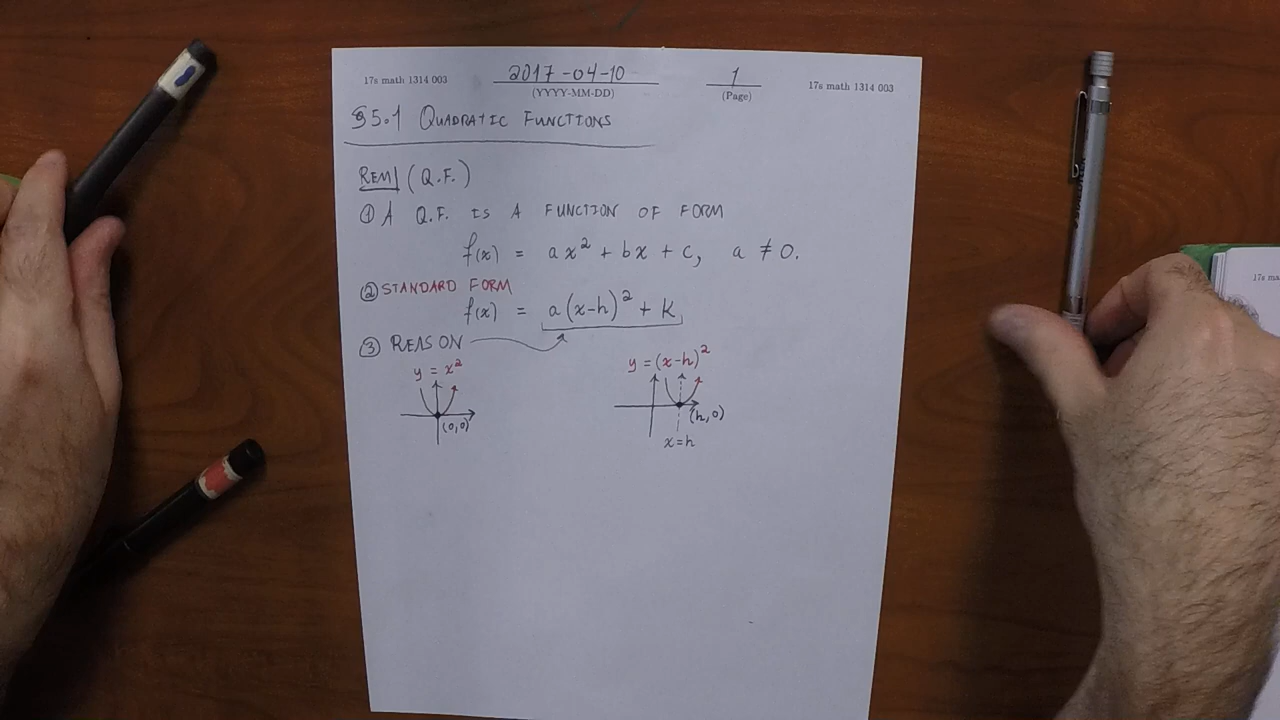 17s math 1314 003 2017-04-10 1 17s math 1314 003
(YYYY-MM-DD) (Page)
§5.1 QUADRATIC FUNCTIONS
REM (Q.F.)
① A Q.F. IS A FUNCTION OF FORM
f(x) = ax² + bx + c, a ≠ 0.
② STANDARD FORM
f(x) = a(x-h)² + K
③ REASON
y = x²
(0,0)
y = (x-h)²
(h,0)
x=h
17s ma